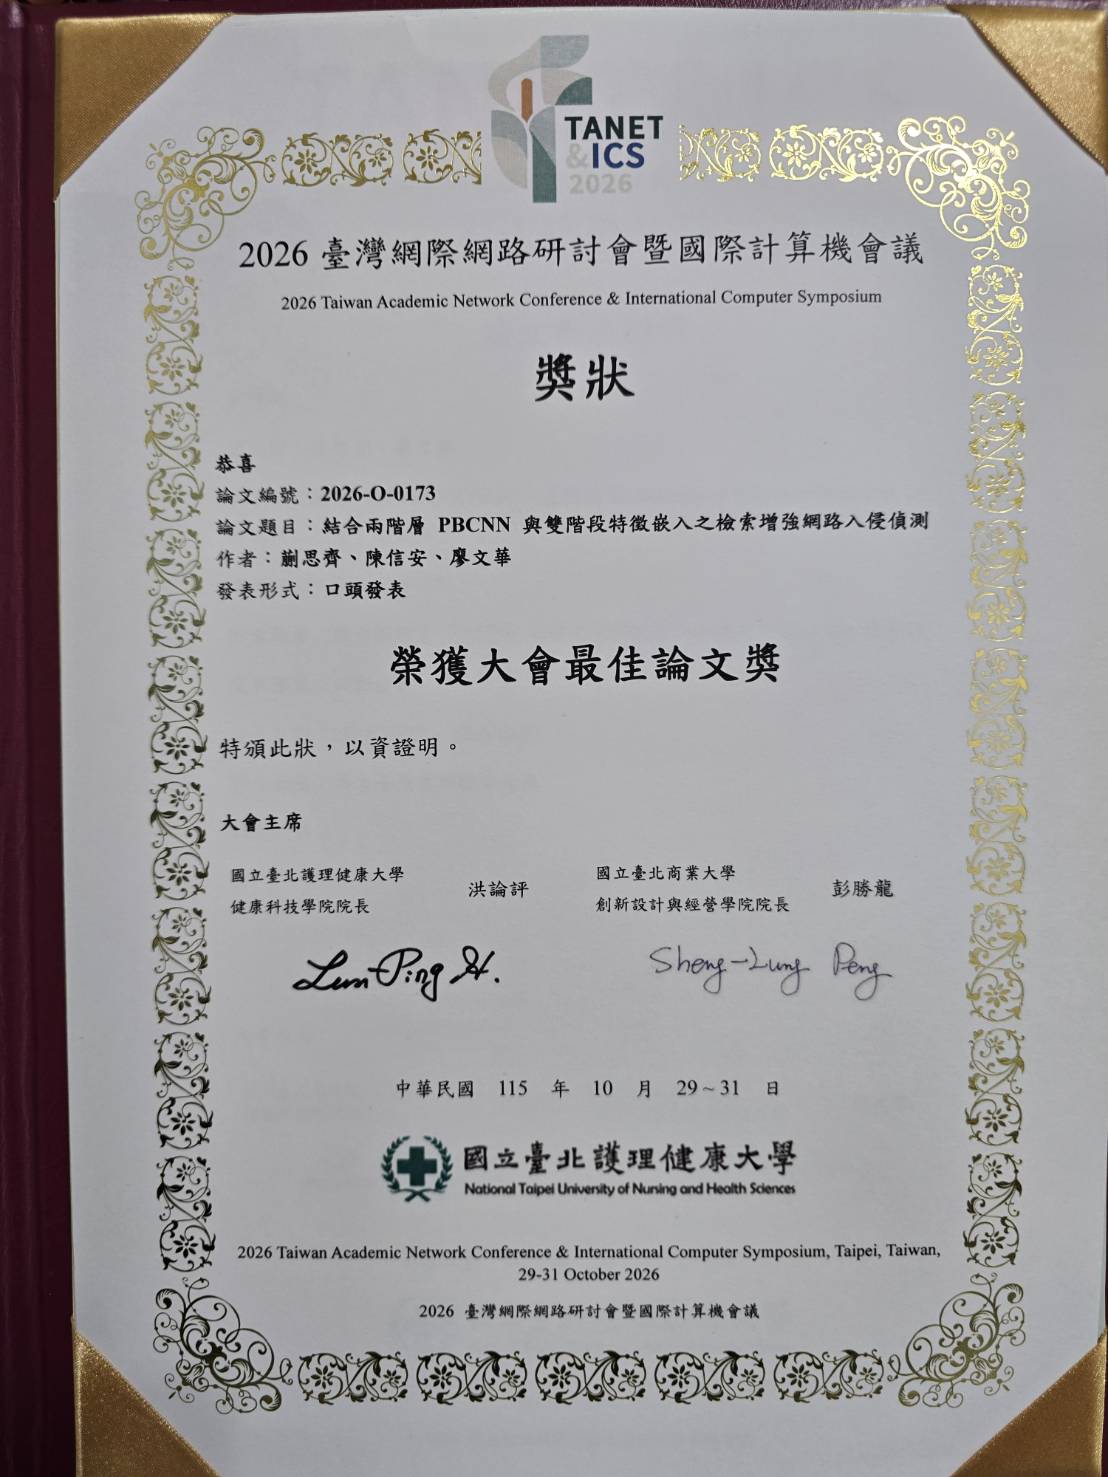 TANET
&ICS
2026
2026 臺灣網際網路研討會暨國際計算機會議
2026 Taiwan Academic Network Conference & International Computer Symposium
獎狀
恭喜
論文編號：2026-O-0173
論文題目：結合兩階層 PBCNN 與雙階段特徵嵌入之檢索增強網路入侵偵測
作者：蒯思齊、陳信安、廖文華
發表形式：口頭發表
榮獲大會最佳論文獎
特頒此狀，以資證明。
大會主席
國立臺北護理健康大學
健康科技學院院長
洪論評
國立臺北商業大學
創新設計與經營學院院長
彭勝龍
Lun-Ping H.
Sheng-Lung Peng
中華民國 115 年 10 月 29~31 日
國立臺北護理健康大學
National Taipei University of Nursing and Health Sciences
2026 Taiwan Academic Network Conference & International Computer Symposium, Taipei, Taiwan,
29-31 October 2026
2026 臺灣網際網路研討會暨國際計算機會議